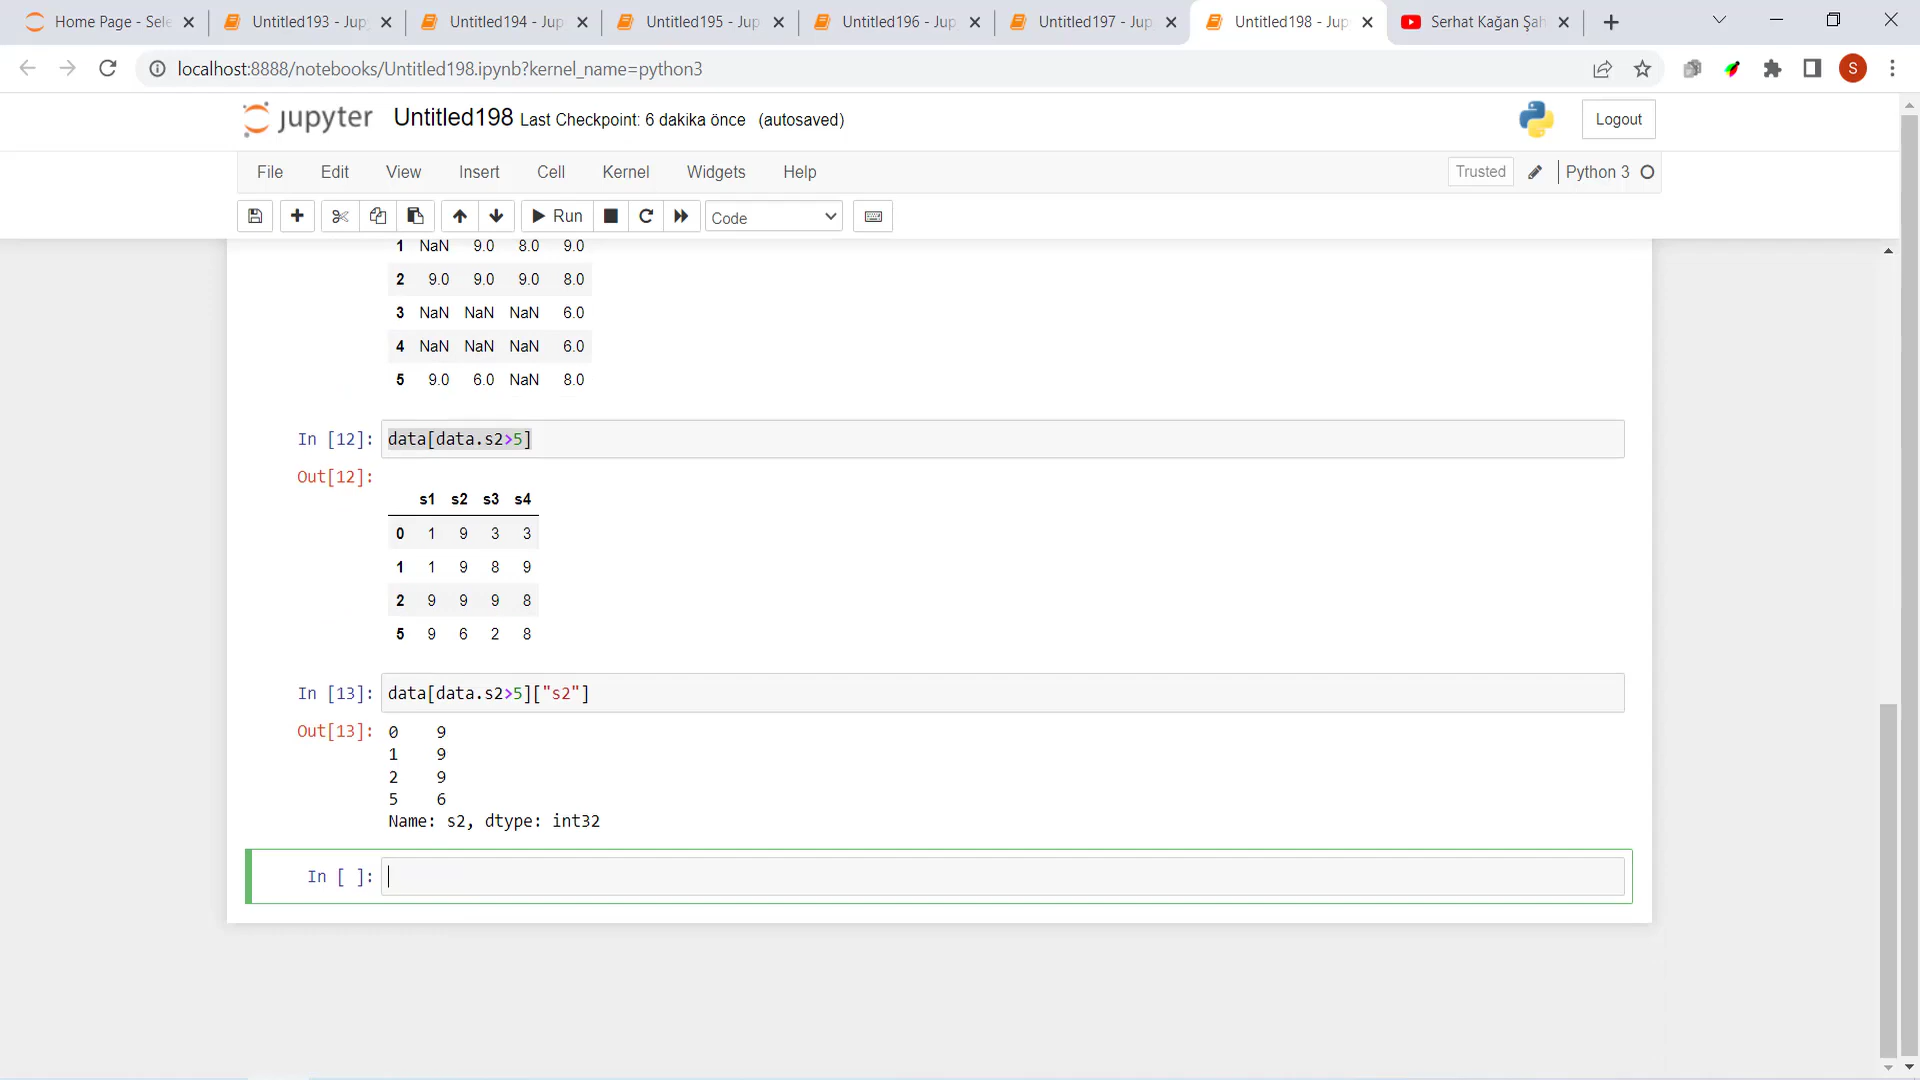 Home Page - Sele
Untitled193 - Jup
Untitled194 - Jup
Untitled195 - Jup
Untitled196 - Jup
Untitled197 - Jup
Untitled198 - Jup
Serhat Kağan Şah
localhost:8888/notebooks/Untitled198.ipynb?kernel_name=python3
S
jupyter Untitled198 Last Checkpoint: 6 dakika önce (autosaved)
Logout
File Edit View Insert Cell Kernel Widgets Help
Trusted
Python 3
Run
Code
1 NaN 9.0 8.0 9.0
2 9.0 9.0 9.0 8.0
3 NaN NaN NaN 6.0
4 NaN NaN NaN 6.0
5 9.0 6.0 NaN 8.0
In [12]: data[data.s2>5]
Out[12]:
s1 s2 s3 s4
0 1 9 3 3
1 1 9 8 9
2 9 9 9 8
5 9 6 2 8
In [13]: data[data.s2>5]["s2"]
Out[13]: 0 9
1 9
2 9
5 6
Name: s2, dtype: int32
In [ ]: